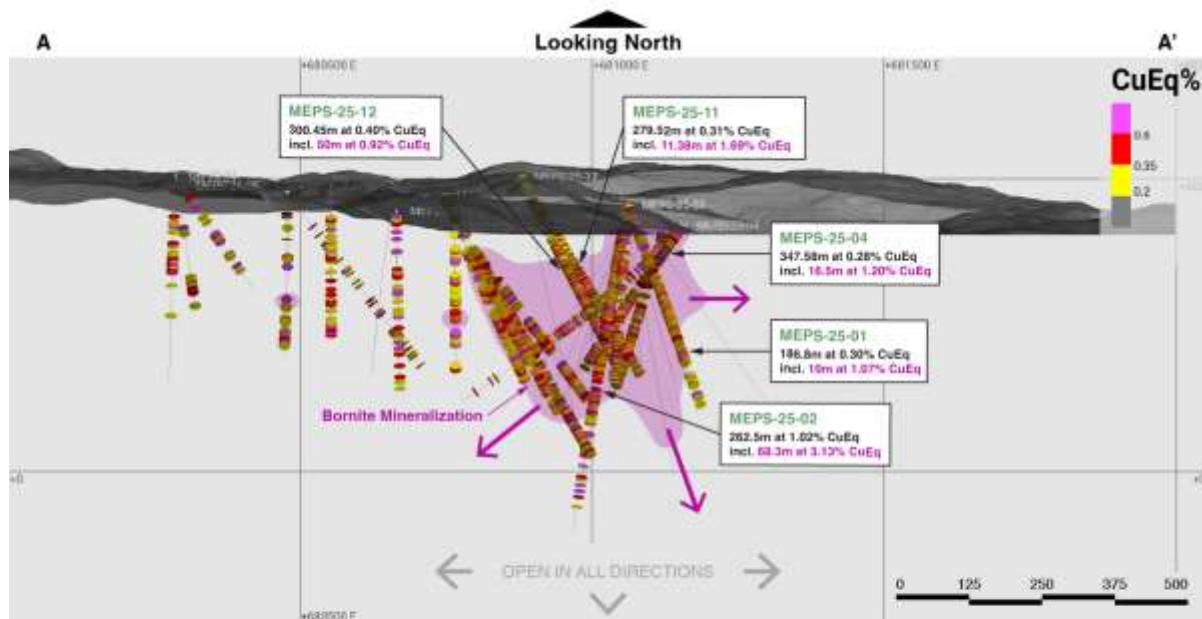 Looking North
A
A'
+680500 E
+681000 E
+681500 E
CuEq%
0.6
0.35
0.2
MEPS-25-12
300.45m at 0.40% CuEq
incl. 50m at 0.92% CuEq
MEPS-25-11
279.52m at 0.31% CuEq
incl. 11.38m at 1.69% CuEq
MEPS-25-04
347.58m at 0.28% CuEq
incl. 16.5m at 1.20% CuEq
MEPS-25-01
186.8m at 0.30% CuEq
incl. 10m at 1.07% CuEq
Bornite Mineralization
MEPS-25-02
262.5m at 1.02% CuEq
incl. 68.3m at 3.13% CuEq
+0
OPEN IN ALL DIRECTIONS
0 125 250 375 500